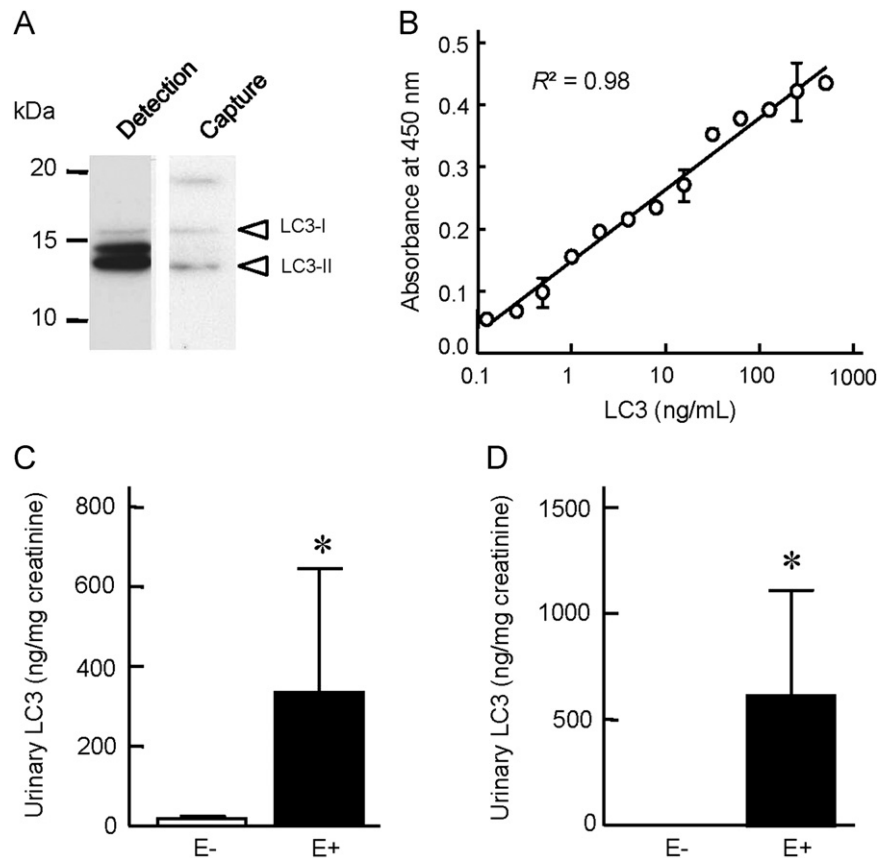 A
kDa
Detection
Capture
20
15
10
LC3-I
LC3-II
B
Absorbance at 450 nm
0.5
0.4
0.3
0.2
0.1
0.0
R² = 0.98
0.1 1 10 100 1000
LC3 (ng/mL)
C
Urinary LC3 (ng/mg creatinine)
800
600
400
200
0
*
E- E+
D
Urinary LC3 (ng/mg creatinine)
1500
1000
500
0
*
E- E+